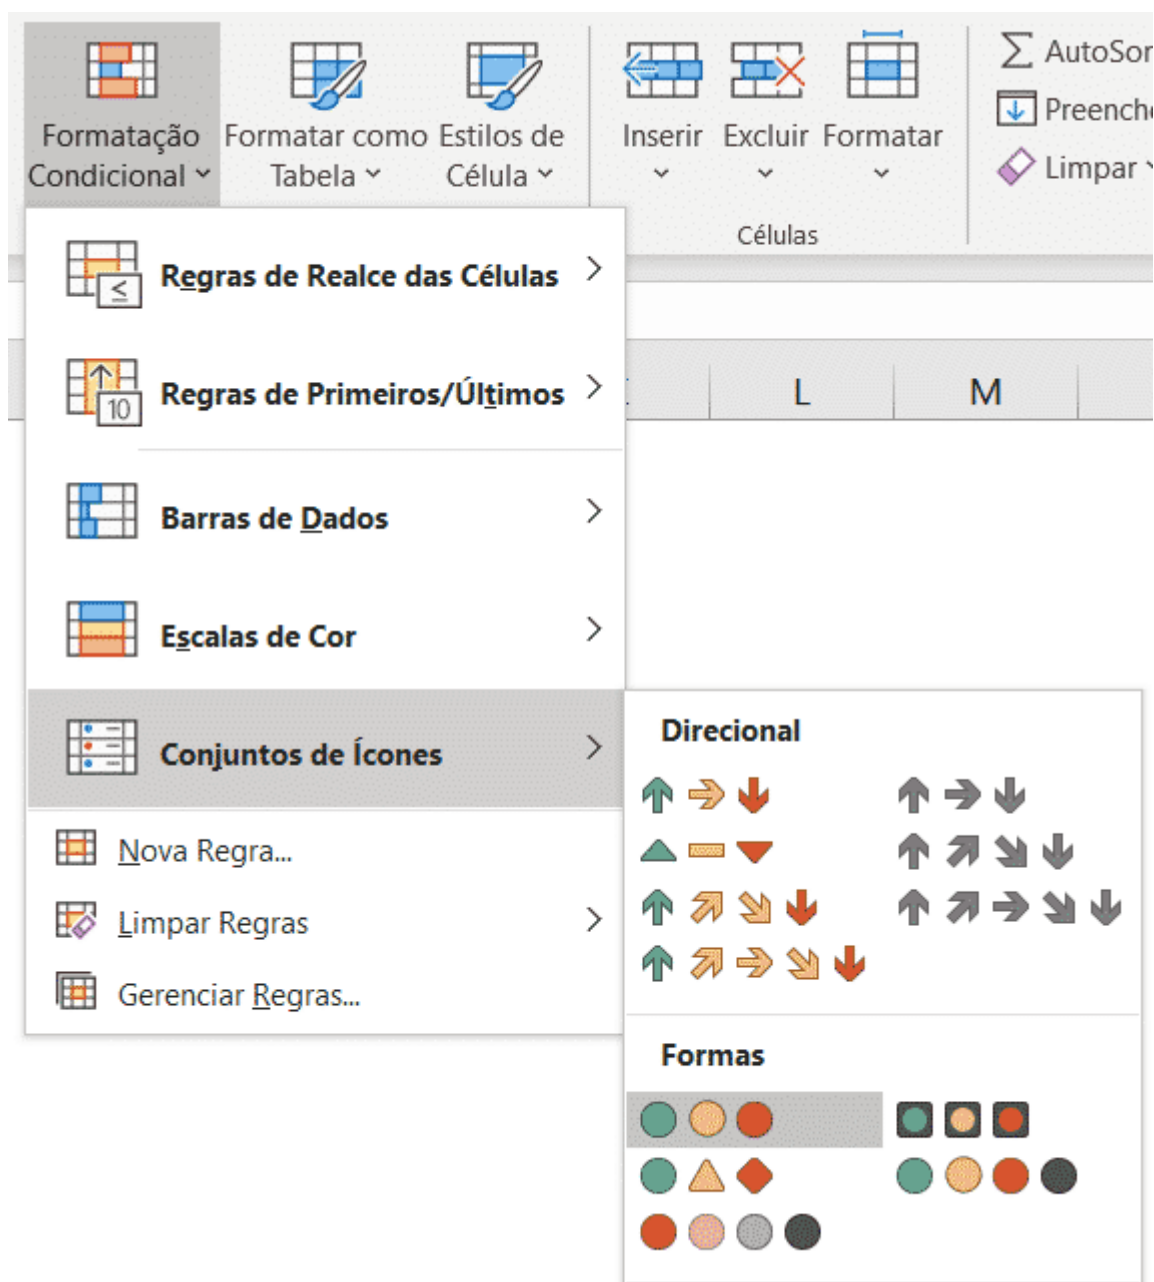 Formatação Condicional
Formatar como Tabela
Estilos de Célula
Inserir
Excluir
Formatar
Células
Limpar
Regras de Realce das Células
≤
Regras de Primeiros/Últimos
10
L
M
Barras de Dados
Escalas de Cor
Conjuntos de Ícones
Nova Regra...
Limpar Regras
Gerenciar Regras...
Direcional
Formas